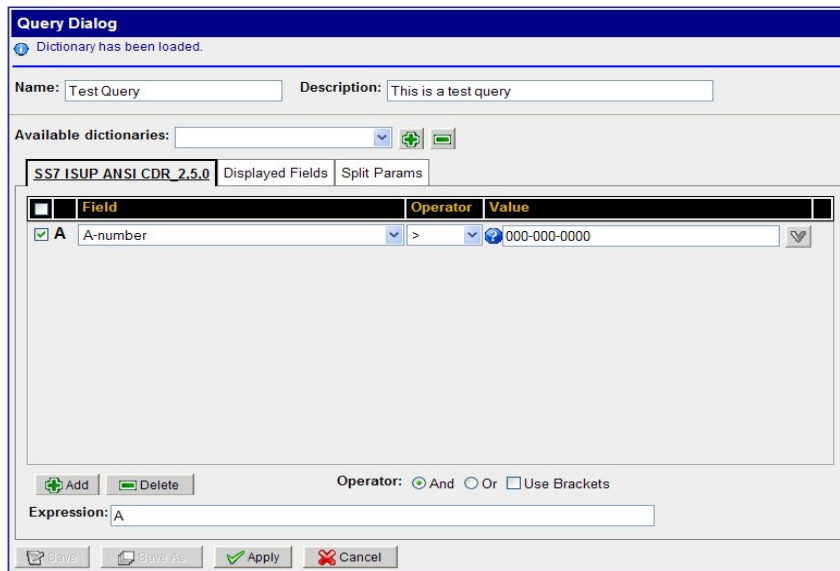 Query Dialog
Dictionary has been loaded.
Name: Test Query Description: This is a test query
Available dictionaries:
SS7 ISUP ANSI CDR_2,5,0 Displayed Fields Split Params
Field Operator Value
A A-number > 000-000-0000
Add Delete Operator: And Or Use Brackets
Expression: A
Save Save As Apply Cancel